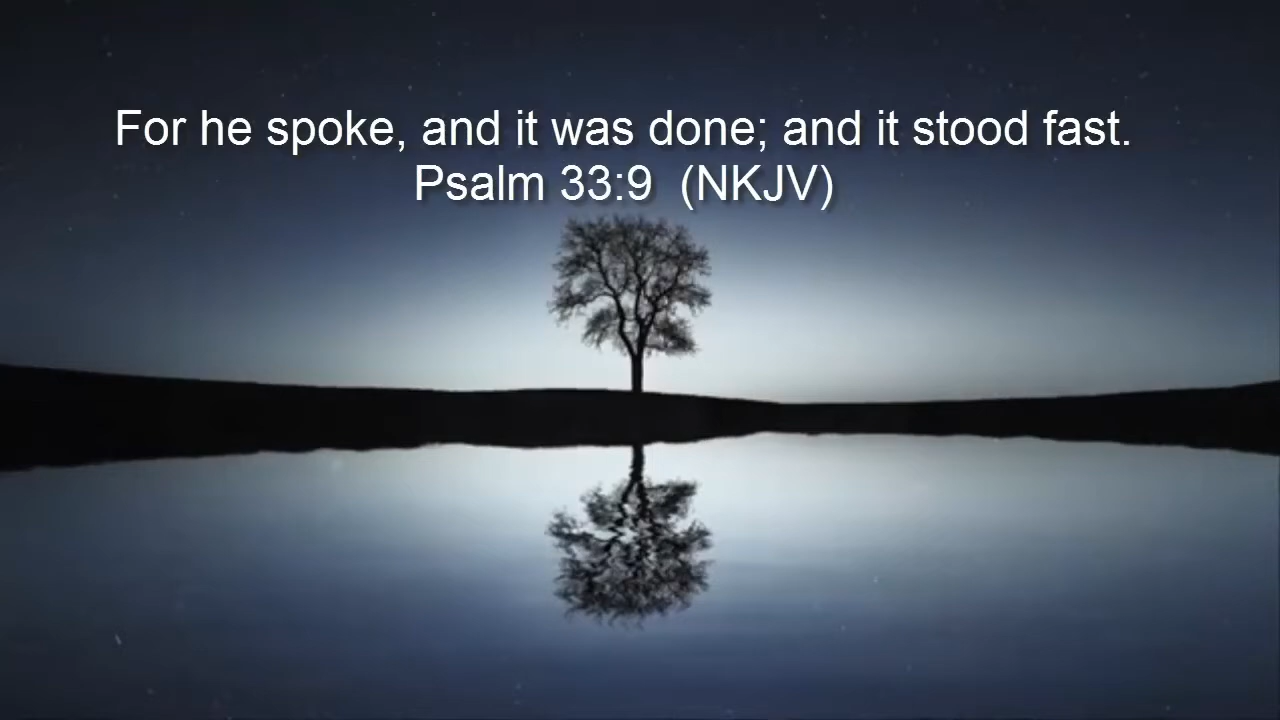 For he spoke, and it was done; and it stood fast.
Psalm 33:9  (NKJV)